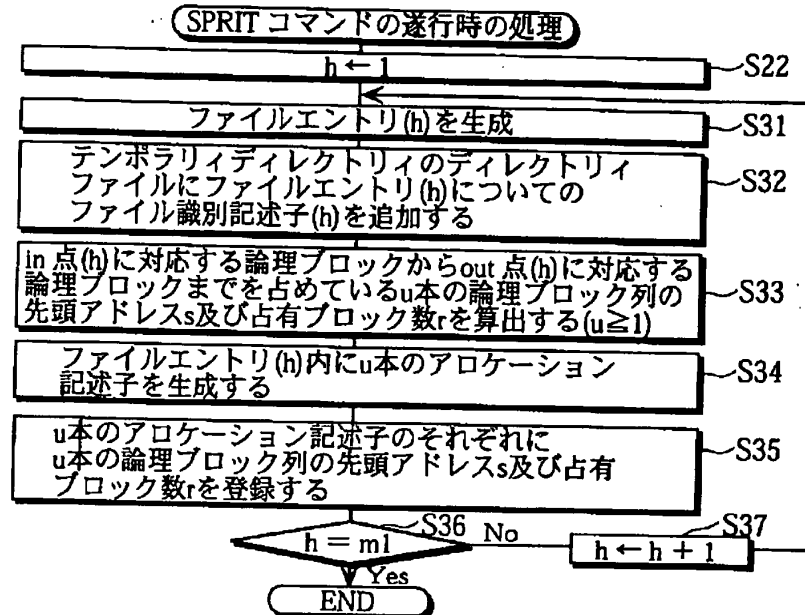 SPRIT コマンドの遂行時の処理
h ← 1
S22
ファイルエントリ(h)を生成
S31
テンポラリィディレクトリィのディレクトリィ
ファイルにファイルエントリ(h)についての
ファイル識別記述子(h)を追加する
S32
in 点(h)に対応する論理ブロックからout 点(h)に対応する
論理ブロックまでを占めているu本の論理ブロック列の
先頭アドレスs及び占有ブロック数rを算出する(u≧1)
S33
ファイルエントリ(h)内にu本のアロケーション
記述子を生成する
S34
u本のアロケーション記述子のそれぞれに
u本の論理ブロック列の先頭アドレスs及び占有
ブロック数rを登録する
S35
S36
h = m1
No
S37
h ← h + 1
Yes
END